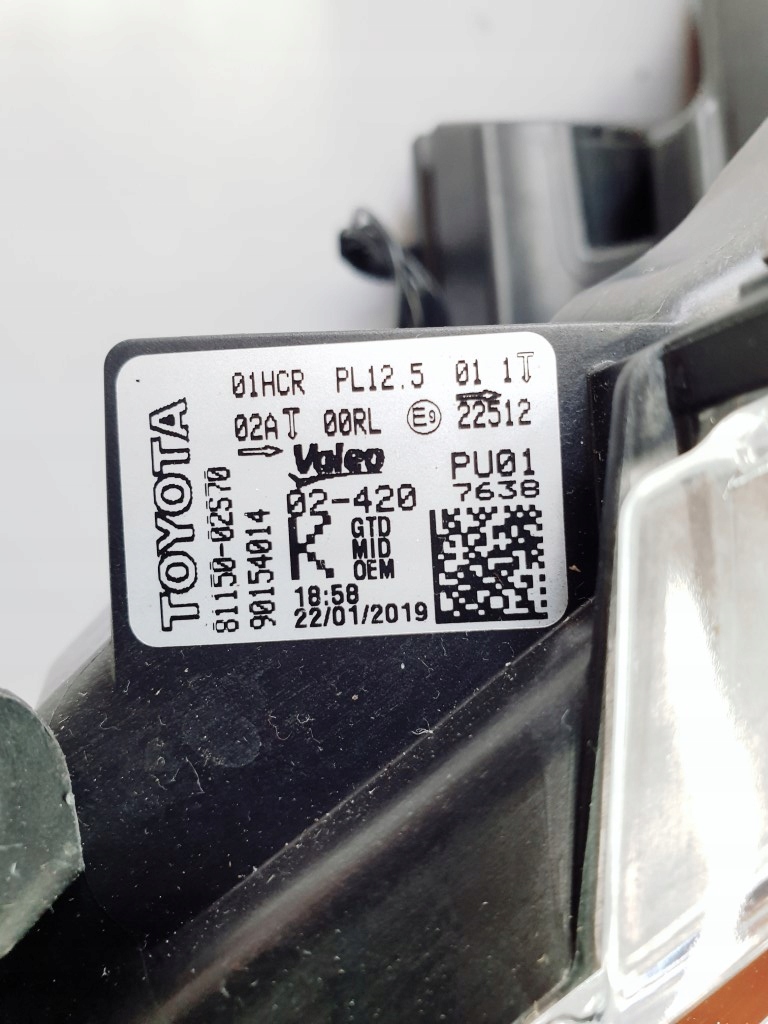 TOYOTA
81150-02570
90154014
01HCR PL12.5 01 1
02A 00RL E9 22512
Valeo PU01
02-420 7638
R GTD
MID
OEM
18:58
22/01/2019